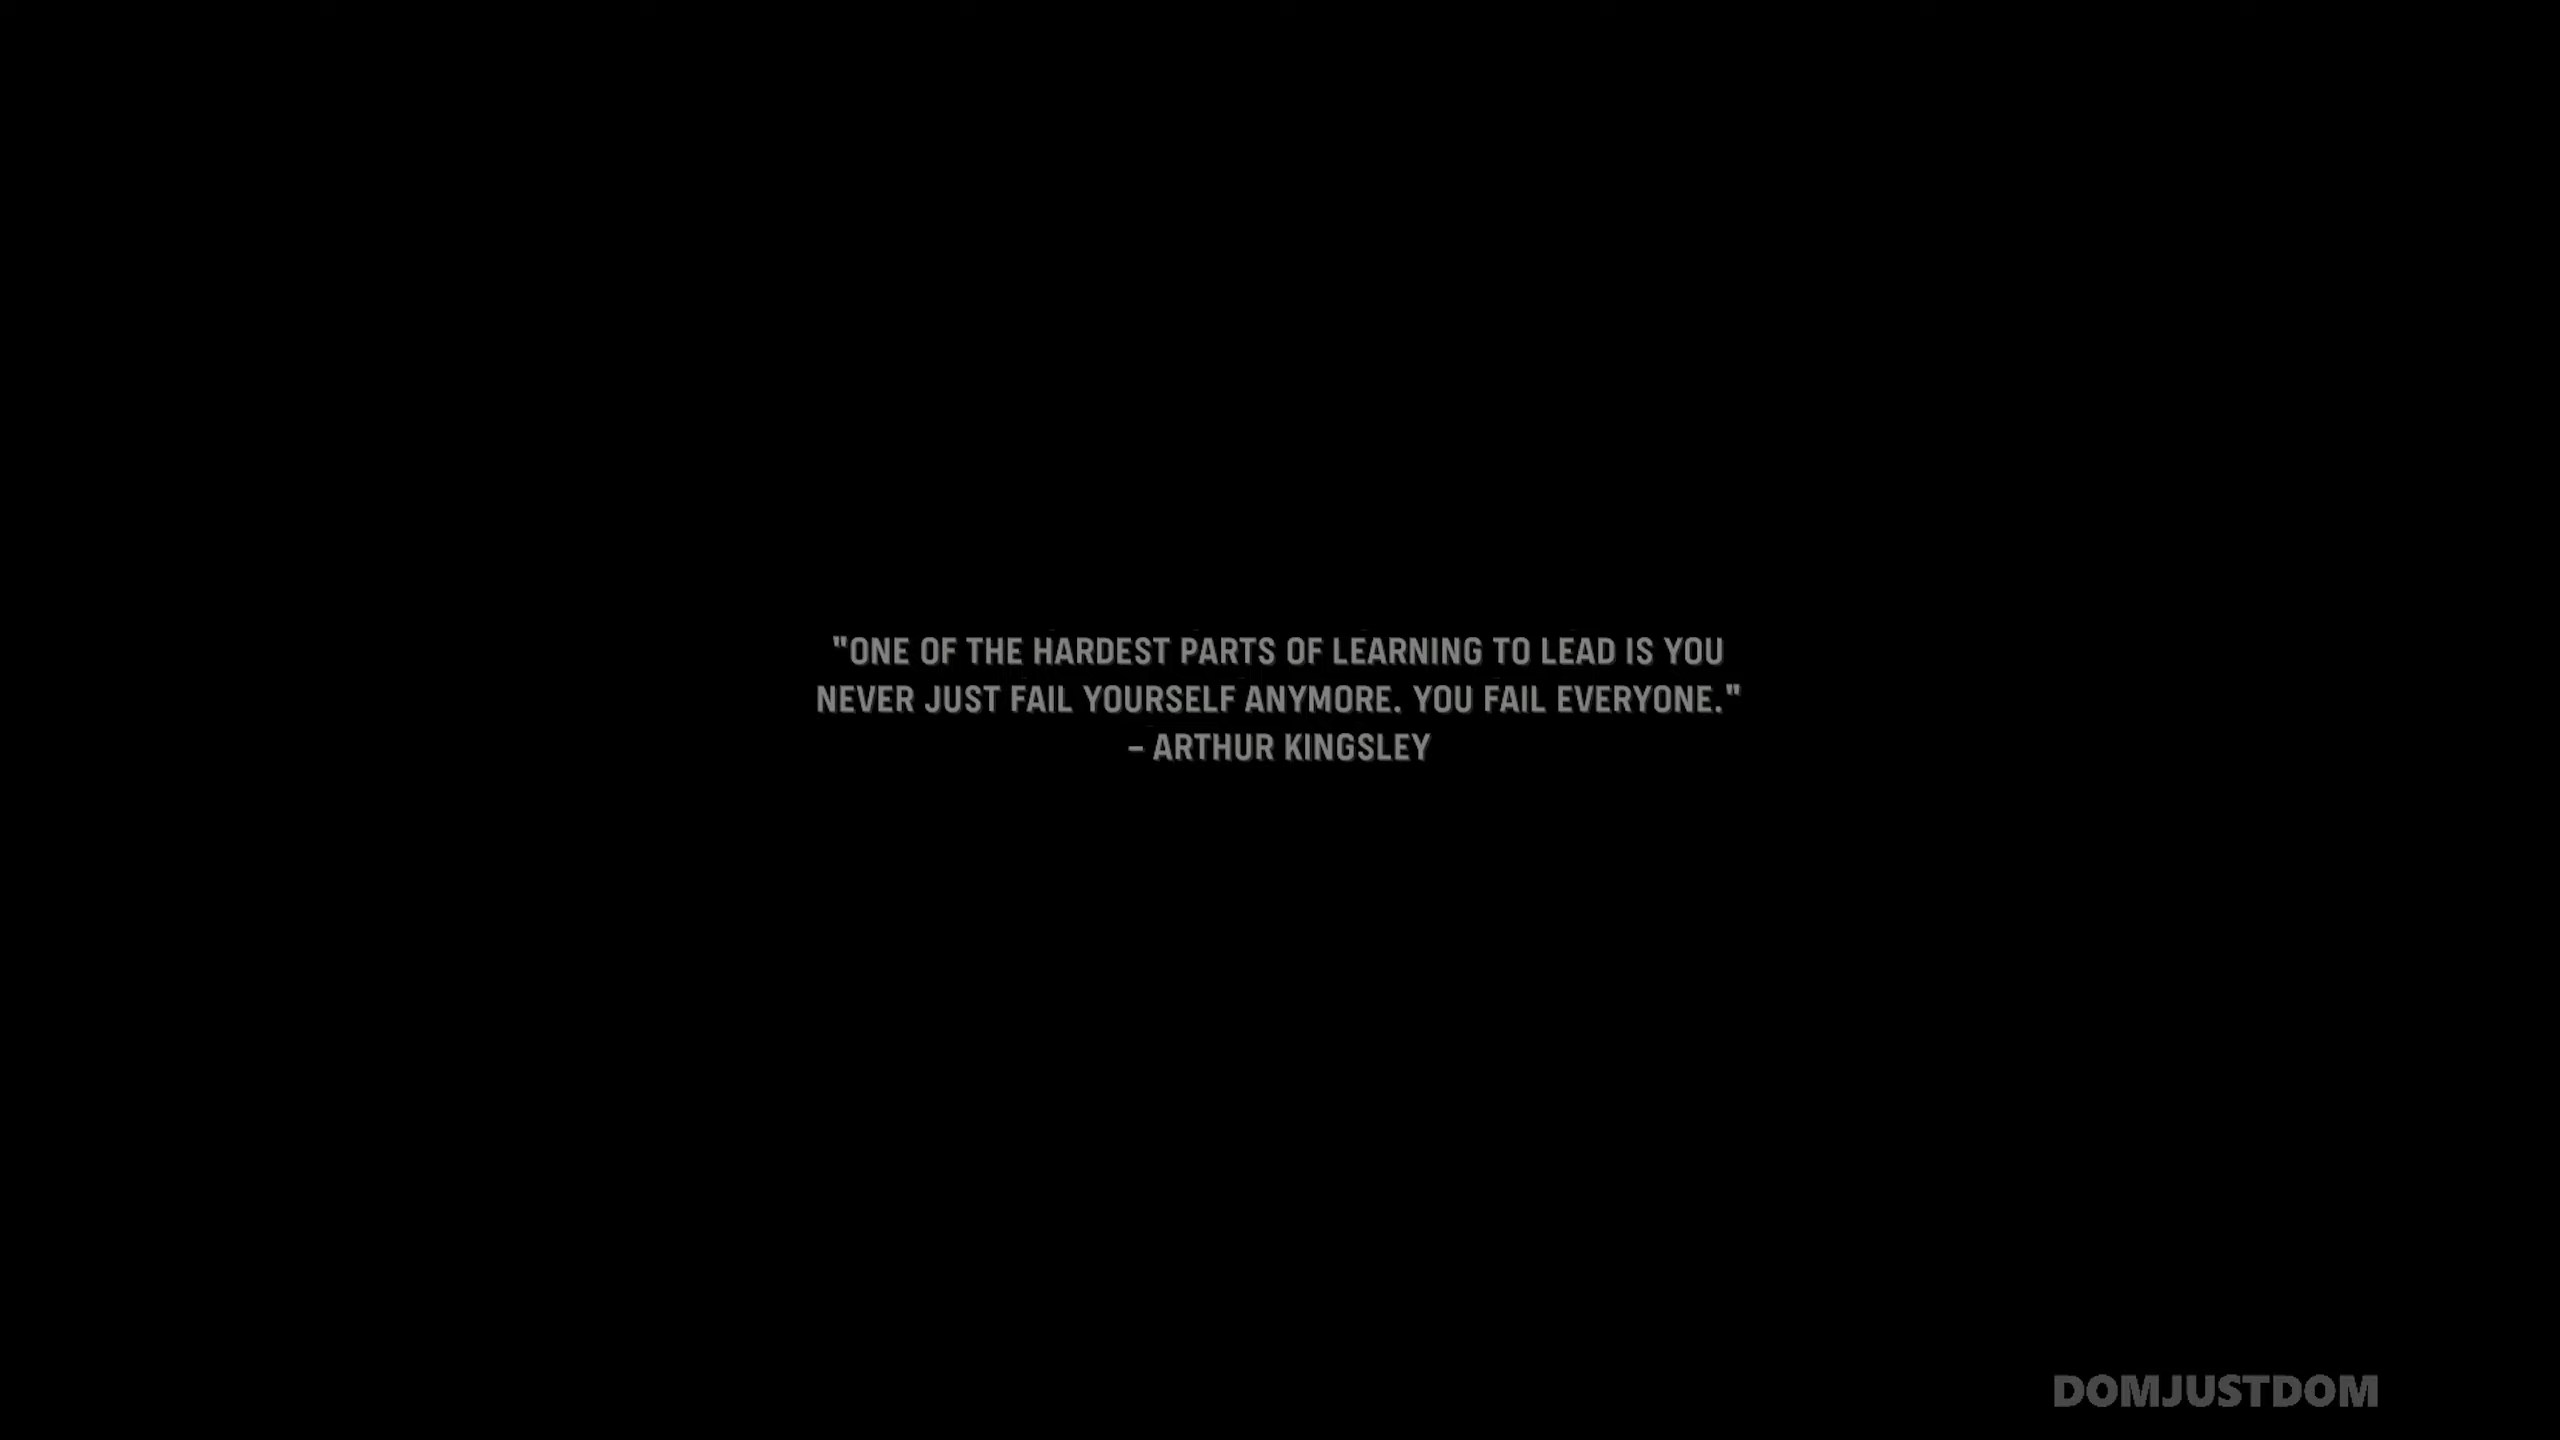 "ONE OF THE HARDEST PARTS OF LEARNING TO LEAD IS YOU
NEVER JUST FAIL YOURSELF ANYMORE. YOU FAIL EVERYONE."
– ARTHUR KINGSLEY
DOMJUSTDOM